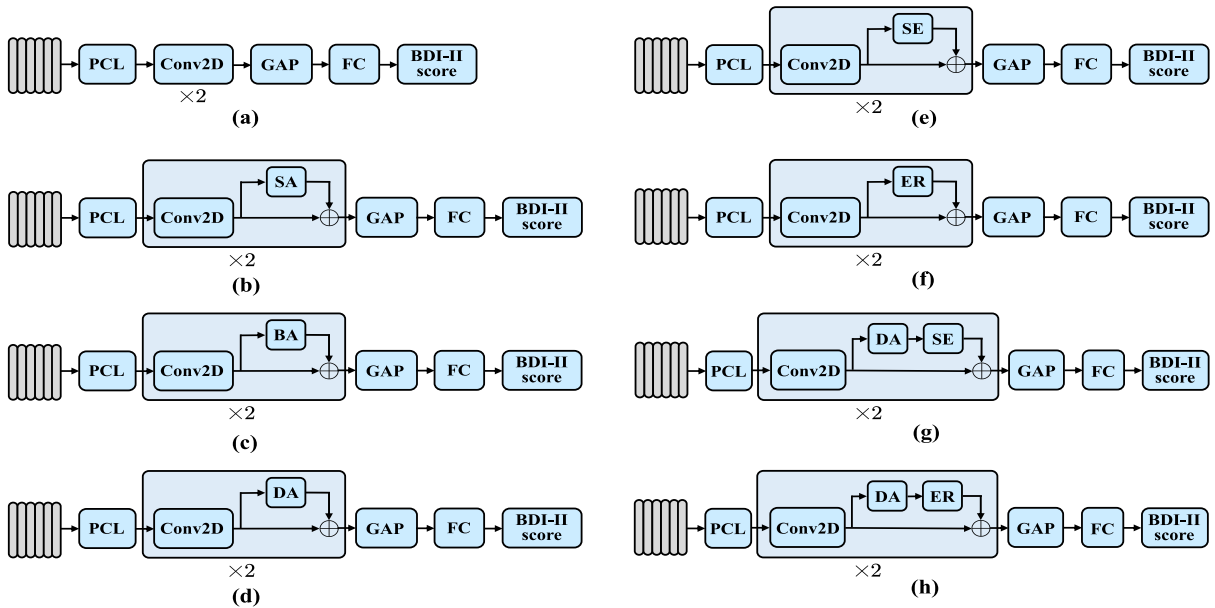 PCL Conv2D GAP FC BDI-II score
×2
(a)
PCL Conv2D SA GAP FC BDI-II score
×2
(b)
PCL Conv2D BA GAP FC BDI-II score
×2
(c)
PCL Conv2D DA GAP FC BDI-II score
×2
(d)
PCL Conv2D SE GAP FC BDI-II score
×2
(e)
PCL Conv2D ER GAP FC BDI-II score
×2
(f)
PCL Conv2D DA SE GAP FC BDI-II score
×2
(g)
PCL Conv2D DA ER GAP FC BDI-II score
×2
(h)